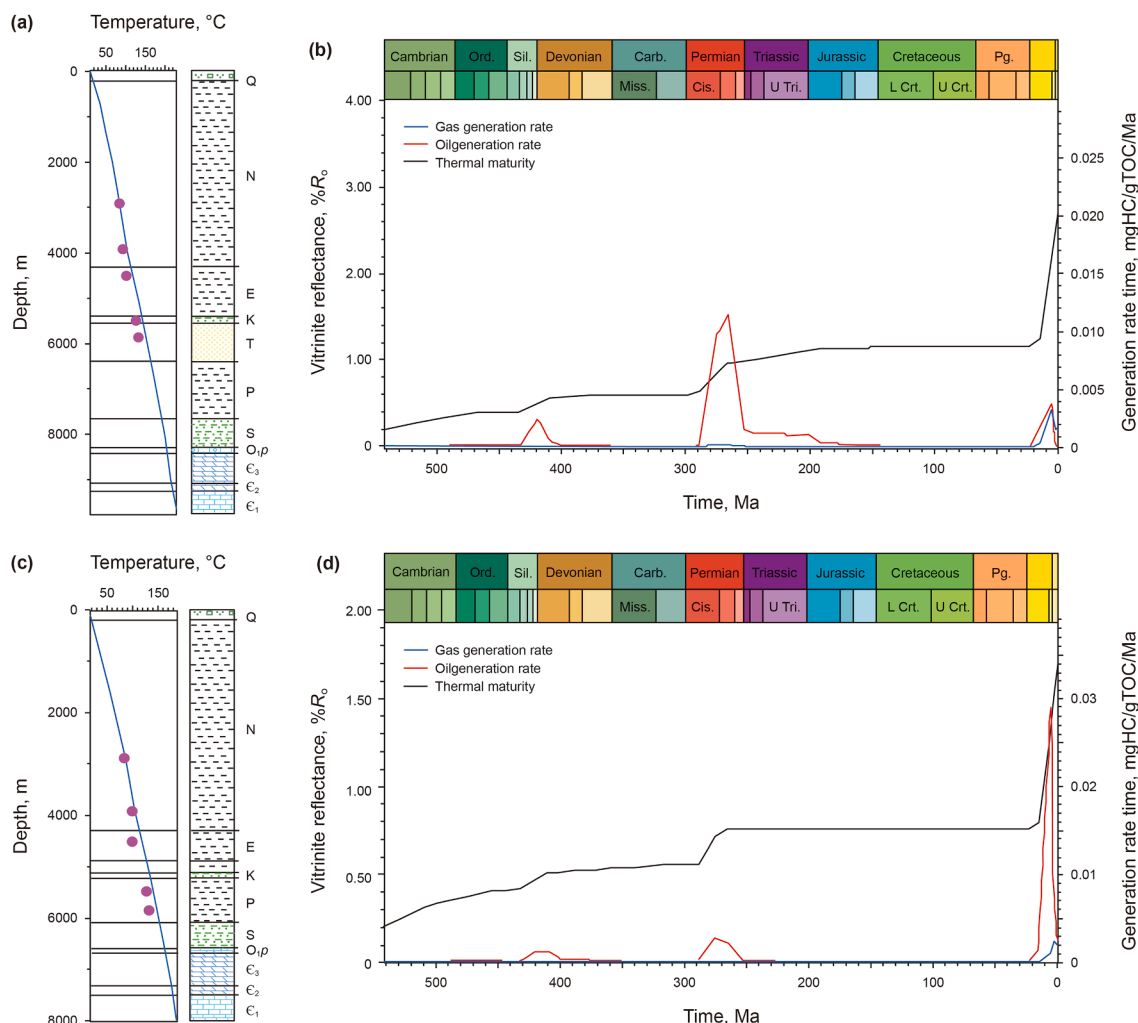 (a)
Temperature, °C
50
150
0
2000
4000
6000
8000
Depth, m
Q
N
E
K
T
P
S
O₁p
Є₃
Є₂
Є₁
(b)
Cambrian
Ord.
Sil.
Devonian
Carb.
Permian
Triassic
Jurassic
Cretaceous
Pg.
Miss.
Cis.
U Tri.
L Crt.
U Crt.
Gas generation rate
Oilgeneration rate
Thermal maturity
4.00
3.00
2.00
1.00
0
Vitrinite reflectance, %Rₒ
0.025
0.020
0.015
0.010
0.005
0
Generation rate time, mgHC/gTOC/Ma
500
400
300
200
100
0
Time, Ma
(c)
Temperature, °C
50
150
0
2000
4000
6000
8000
Depth, m
Q
N
E
K
P
S
O₁p
Є₃
Є₂
Є₁
(d)
Cambrian
Ord.
Sil.
Devonian
Carb.
Permian
Triassic
Jurassic
Cretaceous
Pg.
Miss.
Cis.
U Tri.
L Crt.
U Crt.
Gas generation rate
Oilgeneration rate
Thermal maturity
2.00
1.50
1.00
0.50
0
Vitrinite reflectance, %Rₒ
0.03
0.02
0.01
0
Generation rate time, mgHC/gTOC/Ma
500
400
300
200
100
0
Time, Ma